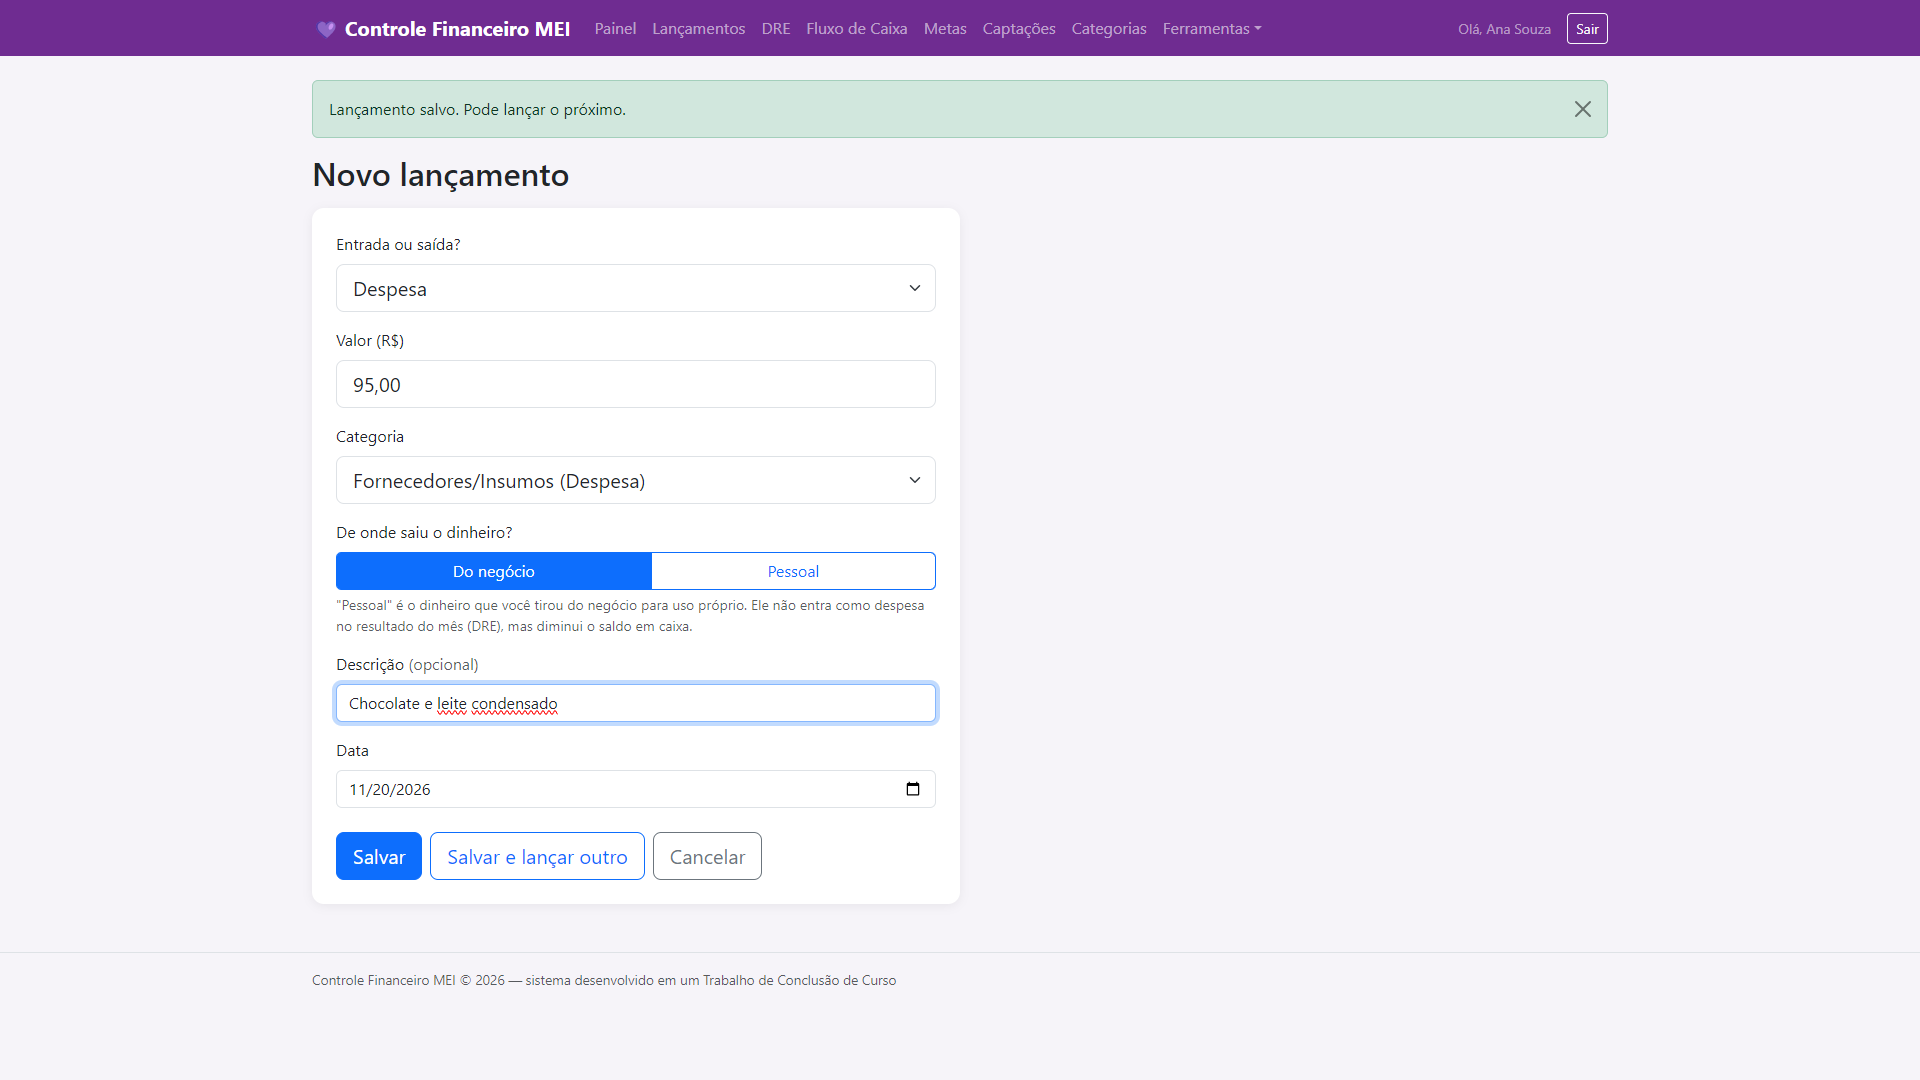 Controle Financeiro MEI Painel Lançamentos DRE Fluxo de Caixa Metas Captações Categorias Ferramentas Olá, Ana Souza Sair
Lançamento salvo. Pode lançar o próximo.
Novo lançamento
Entrada ou saída?
Despesa
Valor (R$)
95,00
Categoria
Fornecedores/Insumos (Despesa)
De onde saiu o dinheiro?
Do negócio Pessoal
"Pessoal" é o dinheiro que você tirou do negócio para uso próprio. Ele não entra como despesa
no resultado do mês (DRE), mas diminui o saldo em caixa.
Descrição (opcional)
Chocolate e leite condensado
Data
11/20/2026
Salvar Salvar e lançar outro Cancelar
Controle Financeiro MEI © 2026 — sistema desenvolvido em um Trabalho de Conclusão de Curso